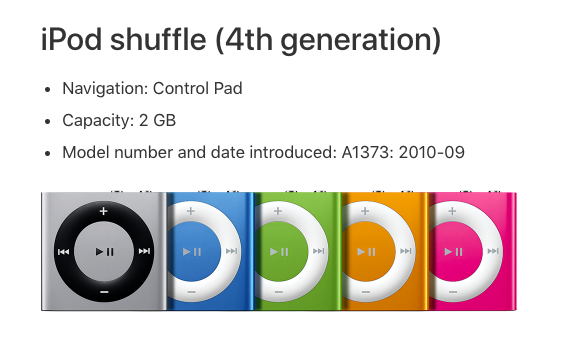 iPod shuffle (4th generation)
Navigation: Control Pad
Capacity: 2 GB
Model number and date introduced: A1373: 2010-09